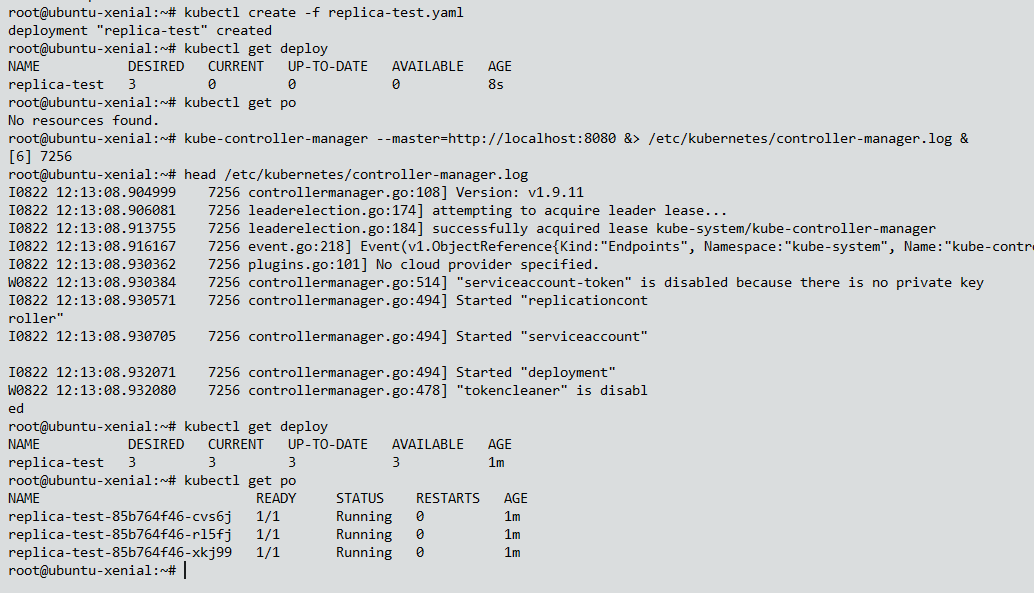 root@ubuntu-xenial:~# kubectl create -f replica-test.yaml
deployment "replica-test" created
root@ubuntu-xenial:~# kubectl get deploy
NAME           DESIRED   CURRENT   UP-TO-DATE   AVAILABLE   AGE
replica-test   3         0         0            0           8s
root@ubuntu-xenial:~# kubectl get po
No resources found.
root@ubuntu-xenial:~# kube-controller-manager --master=http://localhost:8080 &> /etc/kubernetes/controller-manager.log &
[6] 7256
root@ubuntu-xenial:~# head /etc/kubernetes/controller-manager.log
I0822 12:13:08.904999    7256 controllermanager.go:108] Version: v1.9.11
I0822 12:13:08.906081    7256 leaderelection.go:174] attempting to acquire leader lease...
I0822 12:13:08.913755    7256 leaderelection.go:184] successfully acquired lease kube-system/kube-controller-manager
I0822 12:13:08.916167    7256 event.go:218] Event(v1.ObjectReference{Kind:"Endpoints", Namespace:"kube-system", Name:"kube-contr
I0822 12:13:08.930362    7256 plugins.go:101] No cloud provider specified.
W0822 12:13:08.930384    7256 controllermanager.go:514] "serviceaccount-token" is disabled because there is no private key
I0822 12:13:08.930571    7256 controllermanager.go:494] Started "replicationcont
roller"
I0822 12:13:08.930705    7256 controllermanager.go:494] Started "serviceaccount"
I0822 12:13:08.932071    7256 controllermanager.go:494] Started "deployment"
W0822 12:13:08.932080    7256 controllermanager.go:478] "tokencleaner" is disabl
ed
root@ubuntu-xenial:~# kubectl get deploy
NAME           DESIRED   CURRENT   UP-TO-DATE   AVAILABLE   AGE
replica-test   3         3         3            3           1m
root@ubuntu-xenial:~# kubectl get po
NAME                           READY     STATUS    RESTARTS   AGE
replica-test-85b764f46-cvs6j   1/1       Running   0          1m
replica-test-85b764f46-rl5fj   1/1       Running   0          1m
replica-test-85b764f46-xkj99   1/1       Running   0          1m
root@ubuntu-xenial:~#